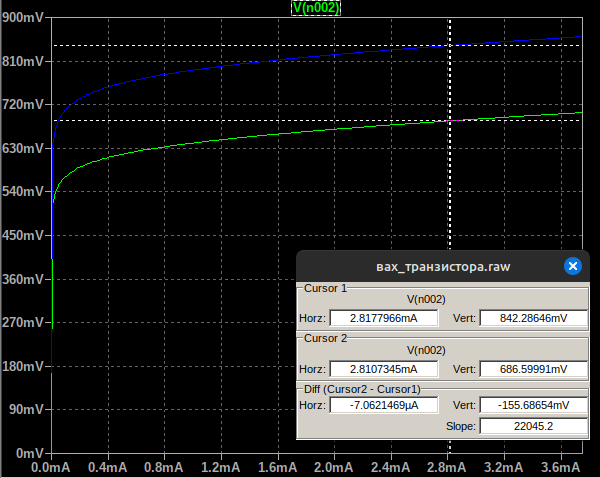 V(n002)
900mV
810mV
720mV
630mV
540mV
450mV
360mV
270mV
180mV
90mV
0mV
0.0mA 0.4mA 0.8mA 1.2mA 1.6mA 2.0mA 2.4mA 2.8mA 3.2mA 3.6mA
вах_транзистора.raw
Cursor 1
V(n002)
Horz: 2.8177966mA Vert: 842.28646mV
Cursor 2
V(n002)
Horz: 2.8107345mA Vert: 686.59991mV
Diff (Cursor2 - Cursor1)
Horz: -7.0621469µA Vert: -155.68654mV
Slope: 22045.2